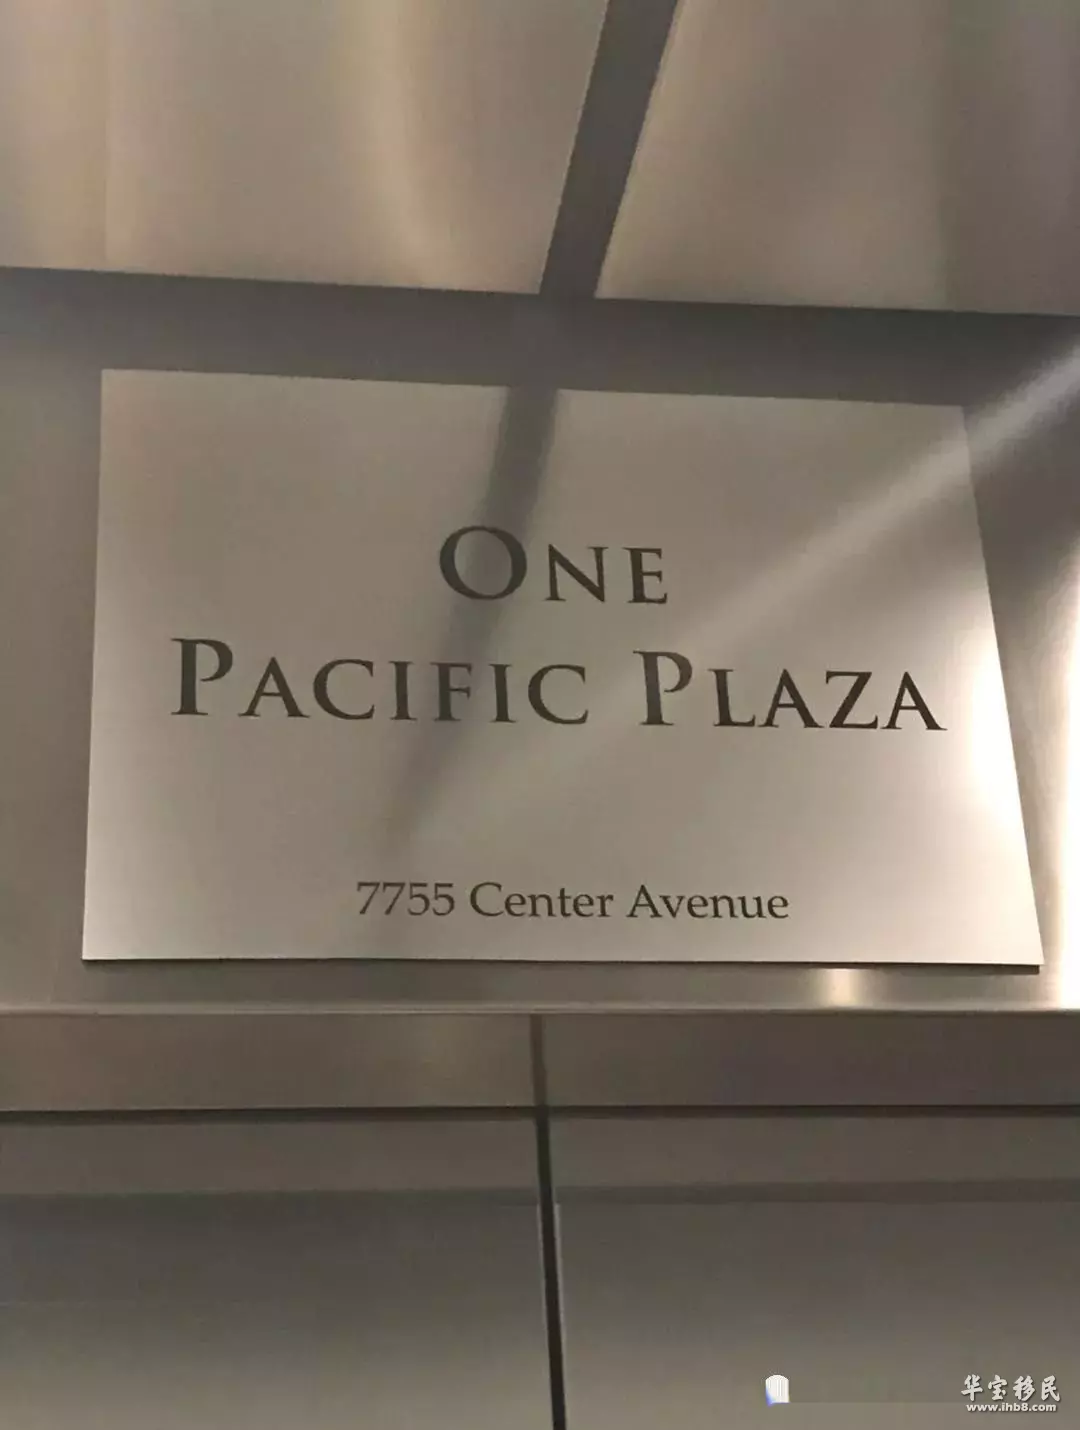 ONE
PACIFIC PLAZA
7755 Center Avenue
华宝移民
www.ihb8.com